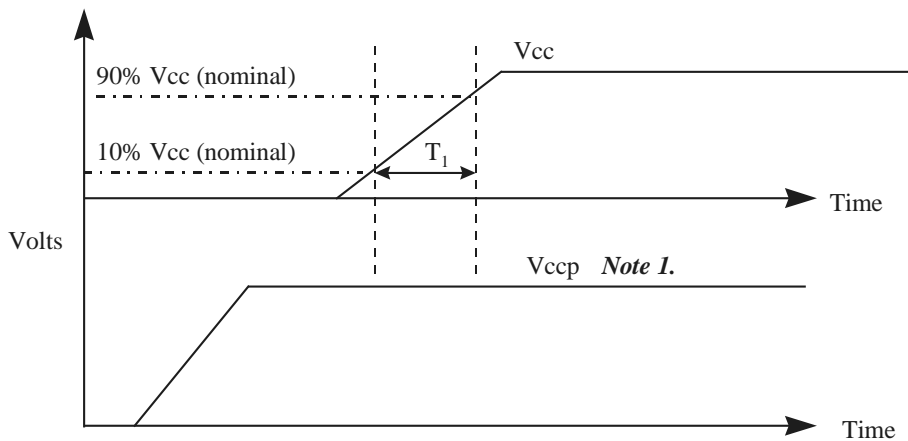 Vcc
90% Vcc (nominal)
10% Vcc (nominal)
T1
Time
Volts
Vccp Note 1.
Time